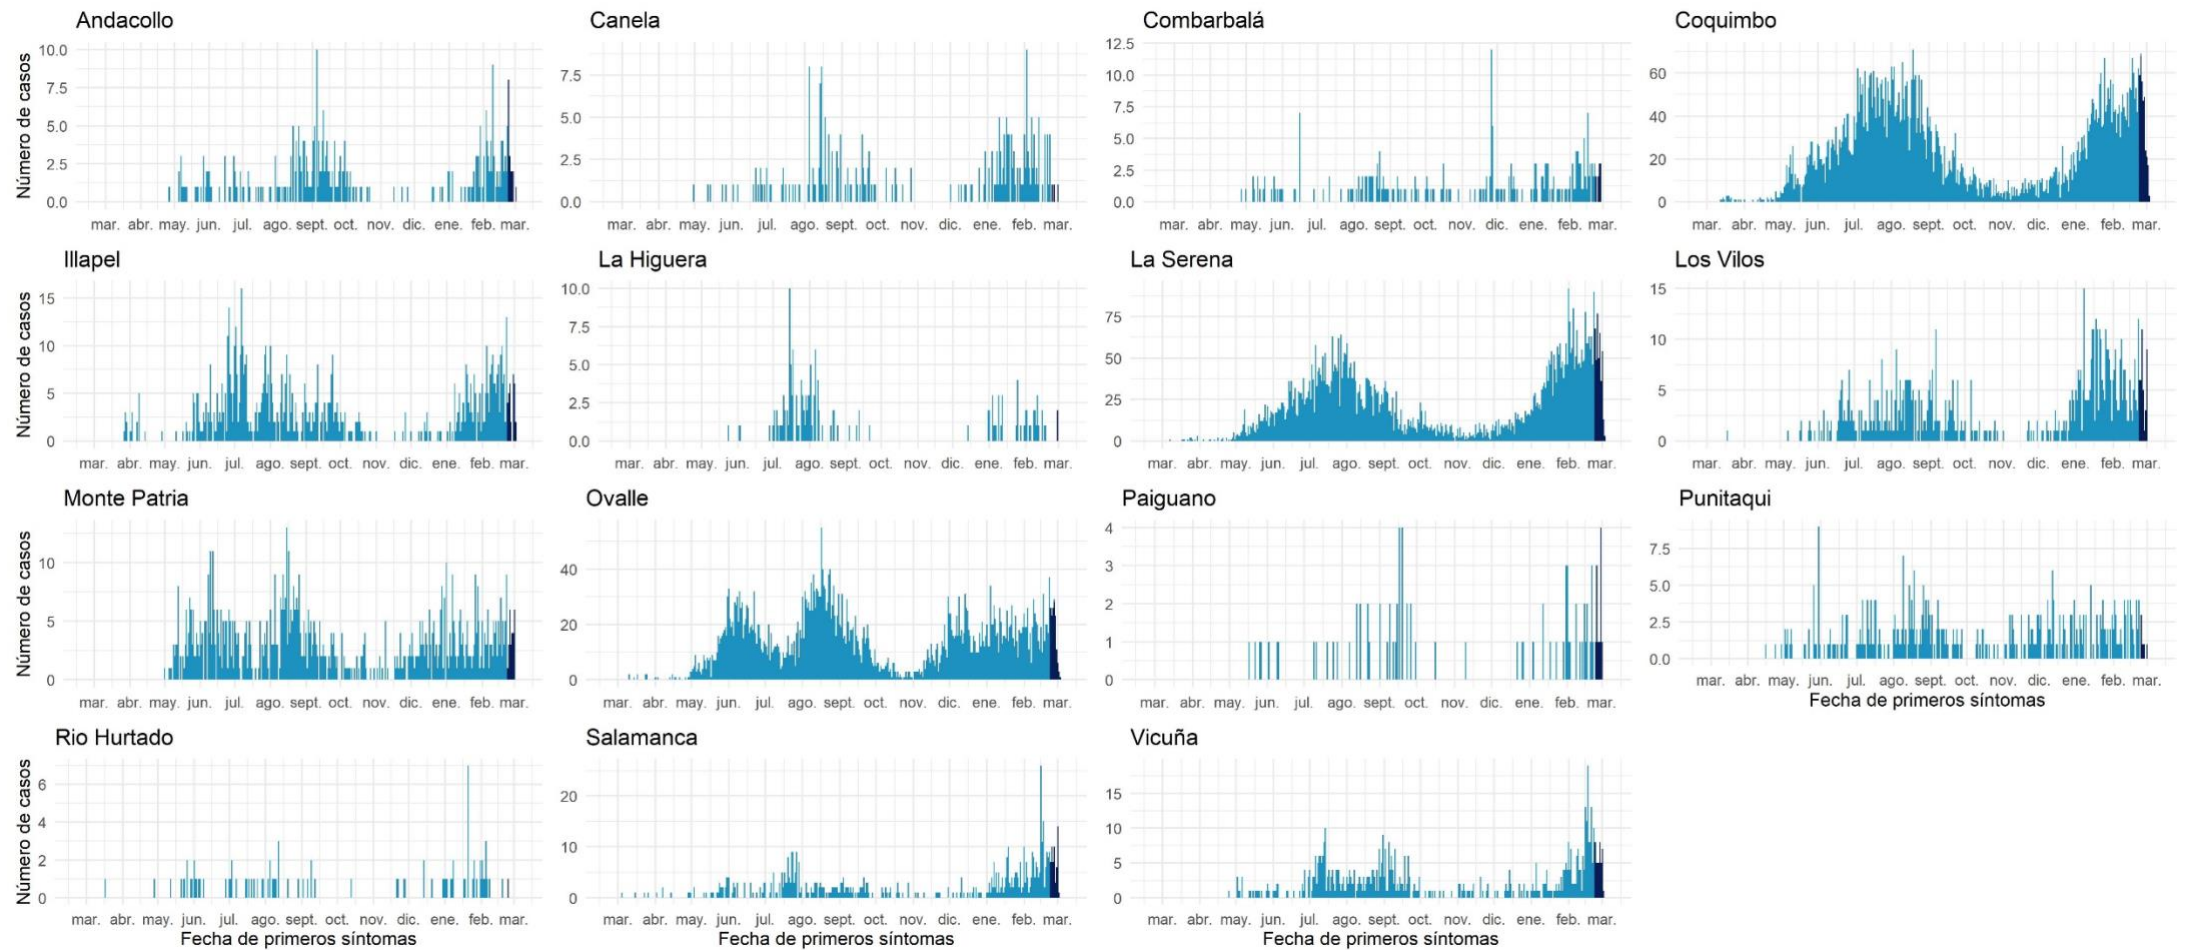 Andacollo
Número de casos
10.0
7.5
5.0
2.5
0.0
mar. abr. may. jun. jul. ago. sept. oct. nov. dic. ene. feb. mar.
Canela
7.5
5.0
2.5
0.0
mar. abr. may. jun. jul. ago. sept. oct. nov. dic. ene. feb. mar.
Combarbalá
12.5
10.0
7.5
5.0
2.5
0.0
mar. abr. may. jun. jul. ago. sept. oct. nov. dic. ene. feb. mar.
Coquimbo
60
40
20
0
mar. abr. may. jun. jul. ago. sept. oct. nov. dic. ene. feb. mar.
Illapel
Número de casos
15
10
5
0
mar. abr. may. jun. jul. ago. sept. oct. nov. dic. ene. feb. mar.
La Higuera
10.0
7.5
5.0
2.5
0.0
mar. abr. may. jun. jul. ago. sept. oct. nov. dic. ene. feb. mar.
La Serena
75
50
25
0
mar. abr. may. jun. jul. ago. sept. oct. nov. dic. ene. feb. mar.
Los Vilos
15
10
5
0
mar. abr. may. jun. jul. ago. sept. oct. nov. dic. ene. feb. mar.
Monte Patria
Número de casos
10
5
0
mar. abr. may. jun. jul. ago. sept. oct. nov. dic. ene. feb. mar.
Ovalle
40
20
0
mar. abr. may. jun. jul. ago. sept. oct. nov. dic. ene. feb. mar.
Paiguano
4
3
2
1
0
mar. abr. may. jun. jul. ago. sept. oct. nov. dic. ene. feb. mar.
Punitaqui
7.5
5.0
2.5
0.0
mar. abr. may. jun. jul. ago. sept. oct. nov. dic. ene. feb. mar.
Fecha de primeros síntomas
Rio Hurtado
Número de casos
6
4
2
0
mar. abr. may. jun. jul. ago. sept. oct. nov. dic. ene. feb. mar.
Fecha de primeros síntomas
Salamanca
20
10
0
mar. abr. may. jun. jul. ago. sept. oct. nov. dic. ene. feb. mar.
Fecha de primeros síntomas
Vicuña
15
10
5
0
mar. abr. may. jun. jul. ago. sept. oct. nov. dic. ene. feb. mar.
Fecha de primeros síntomas